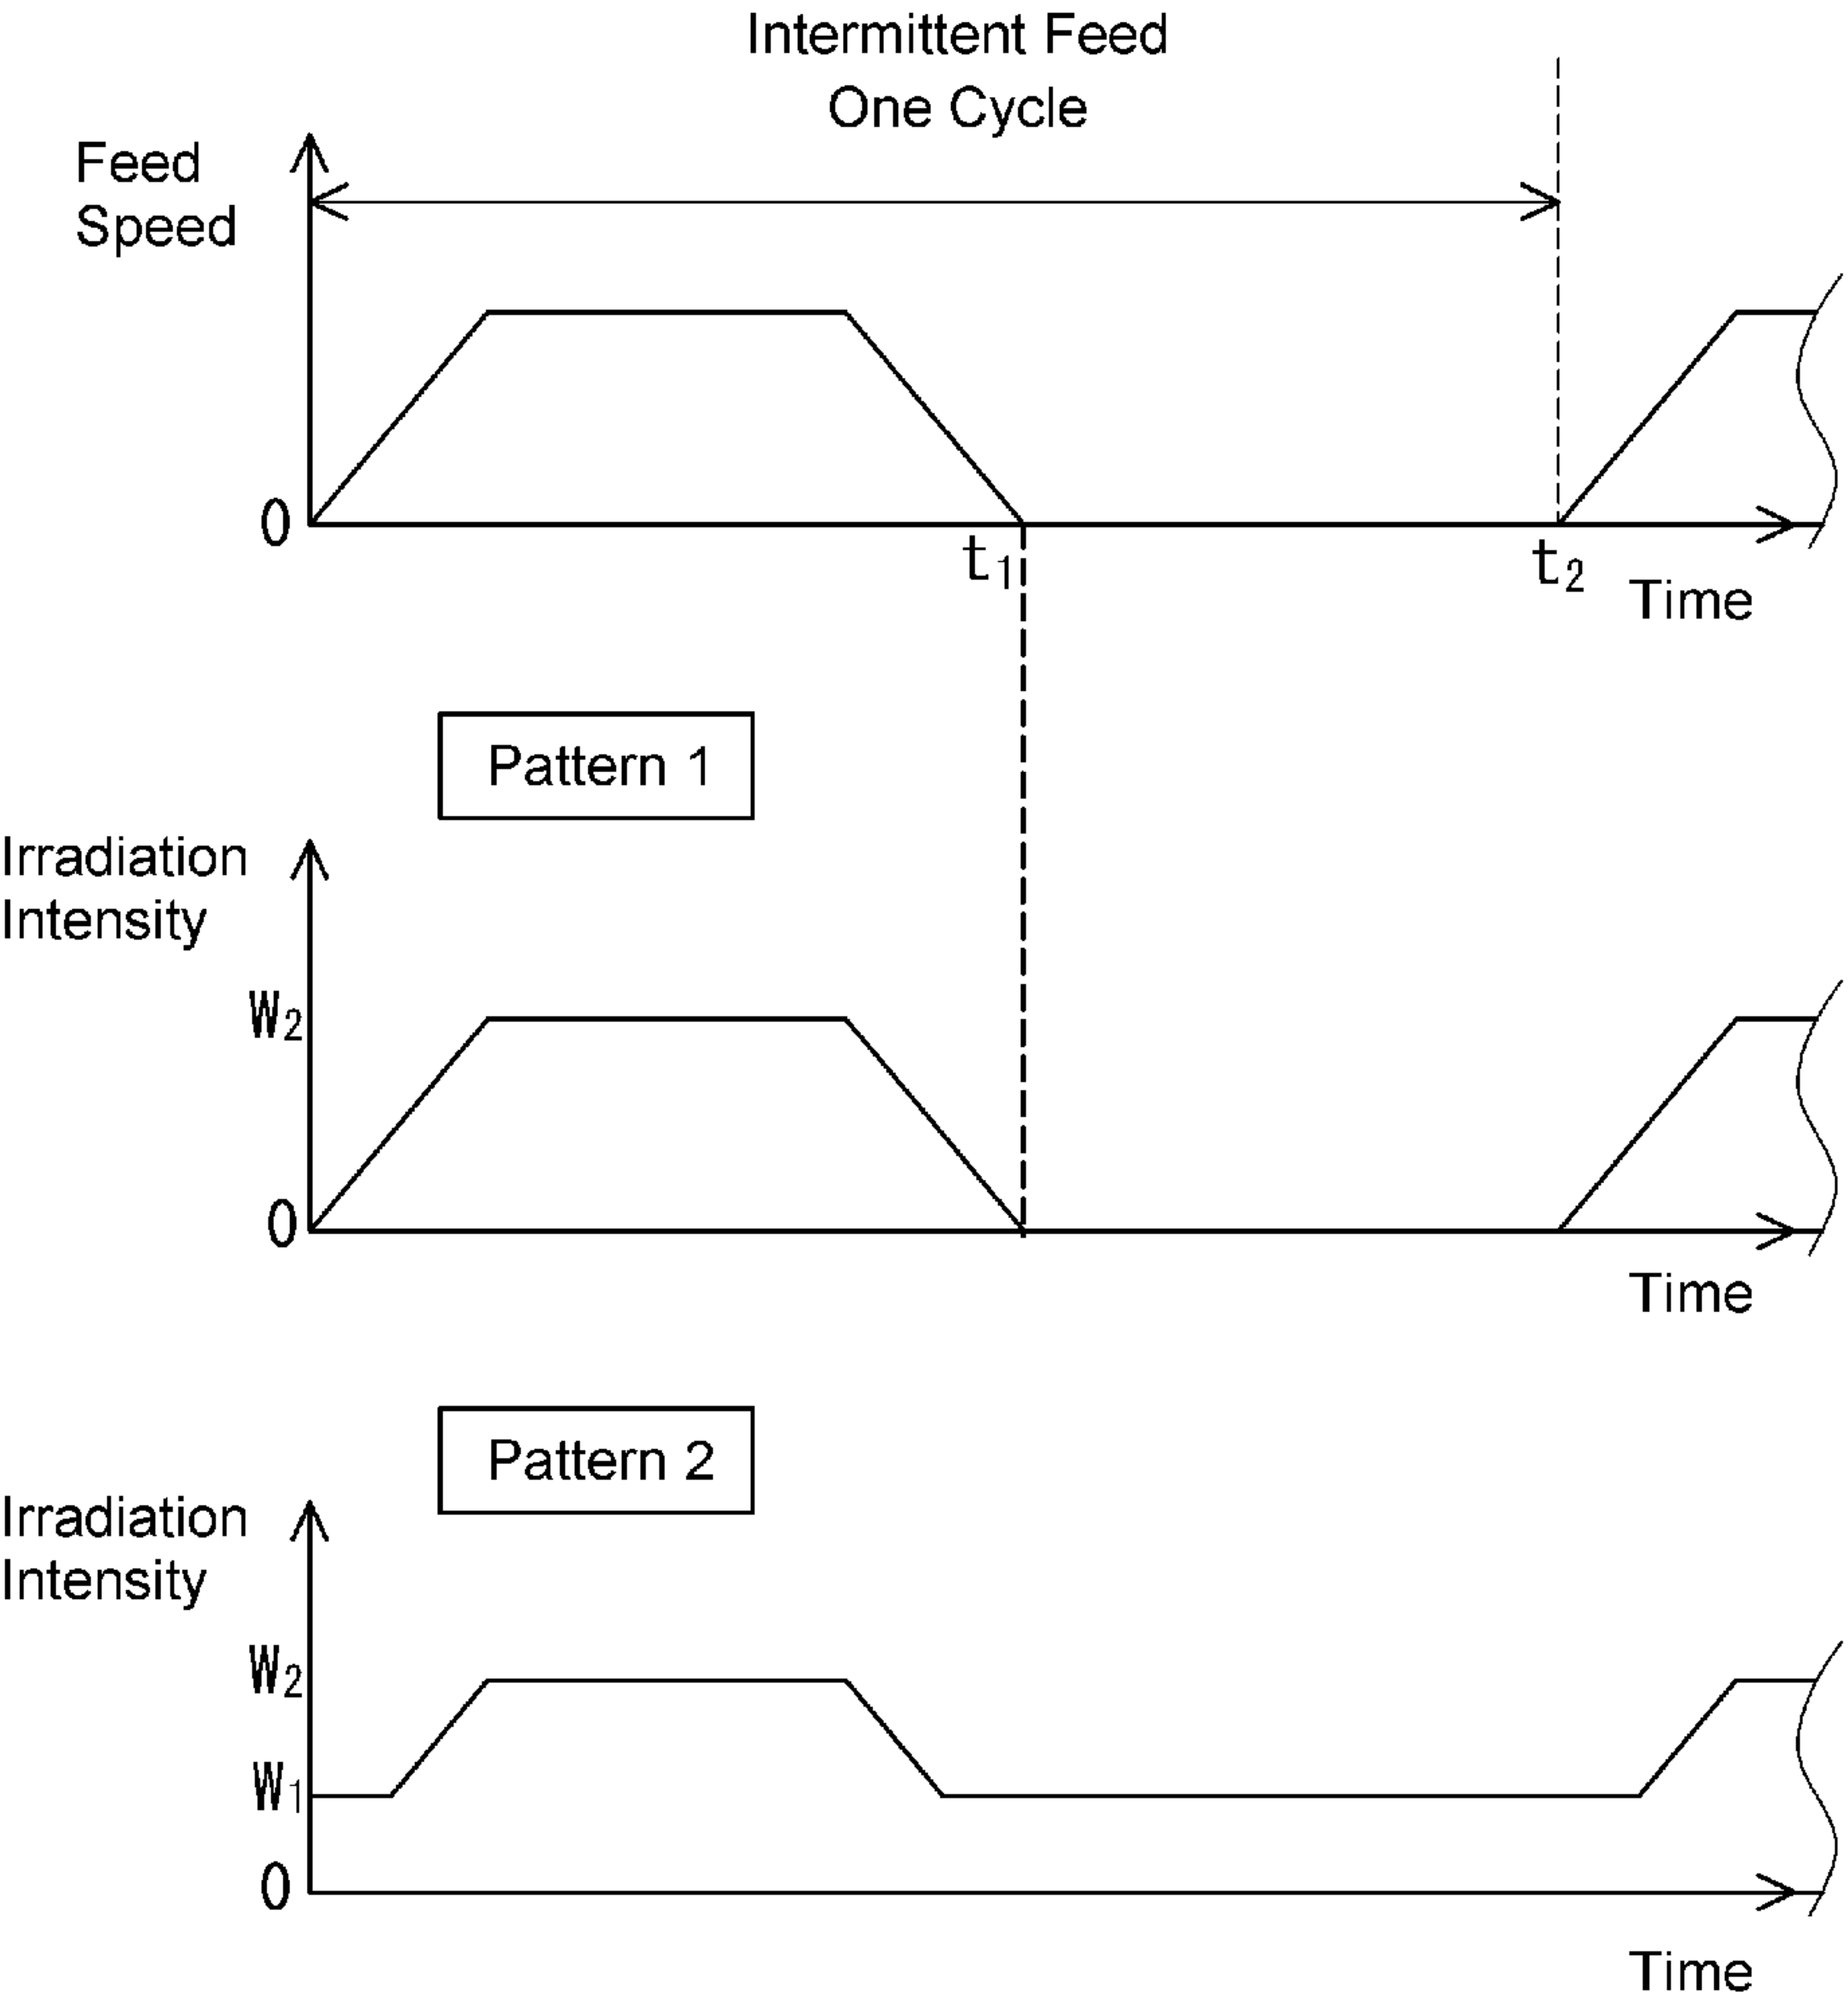 Intermittent Feed
One Cycle
Feed
Speed
0
t1
t2
Time
Pattern 1
Irradiation
Intensity
W2
0
Time
Pattern 2
Irradiation
Intensity
W2
W1
0
Time